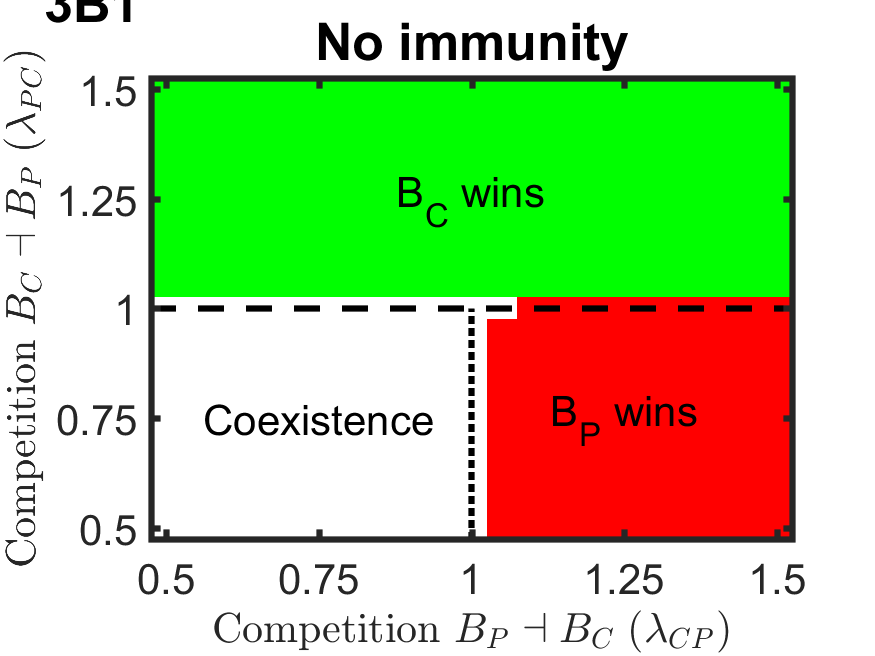 3B1
No immunity
Competition B_C ⊣ B_P (λ_PC)
1.5
1.25
1
0.75
0.5
B_C wins
Coexistence
B_P wins
0.5 0.75 1 1.25 1.5
Competition B_P ⊣ B_C (λ_CP)